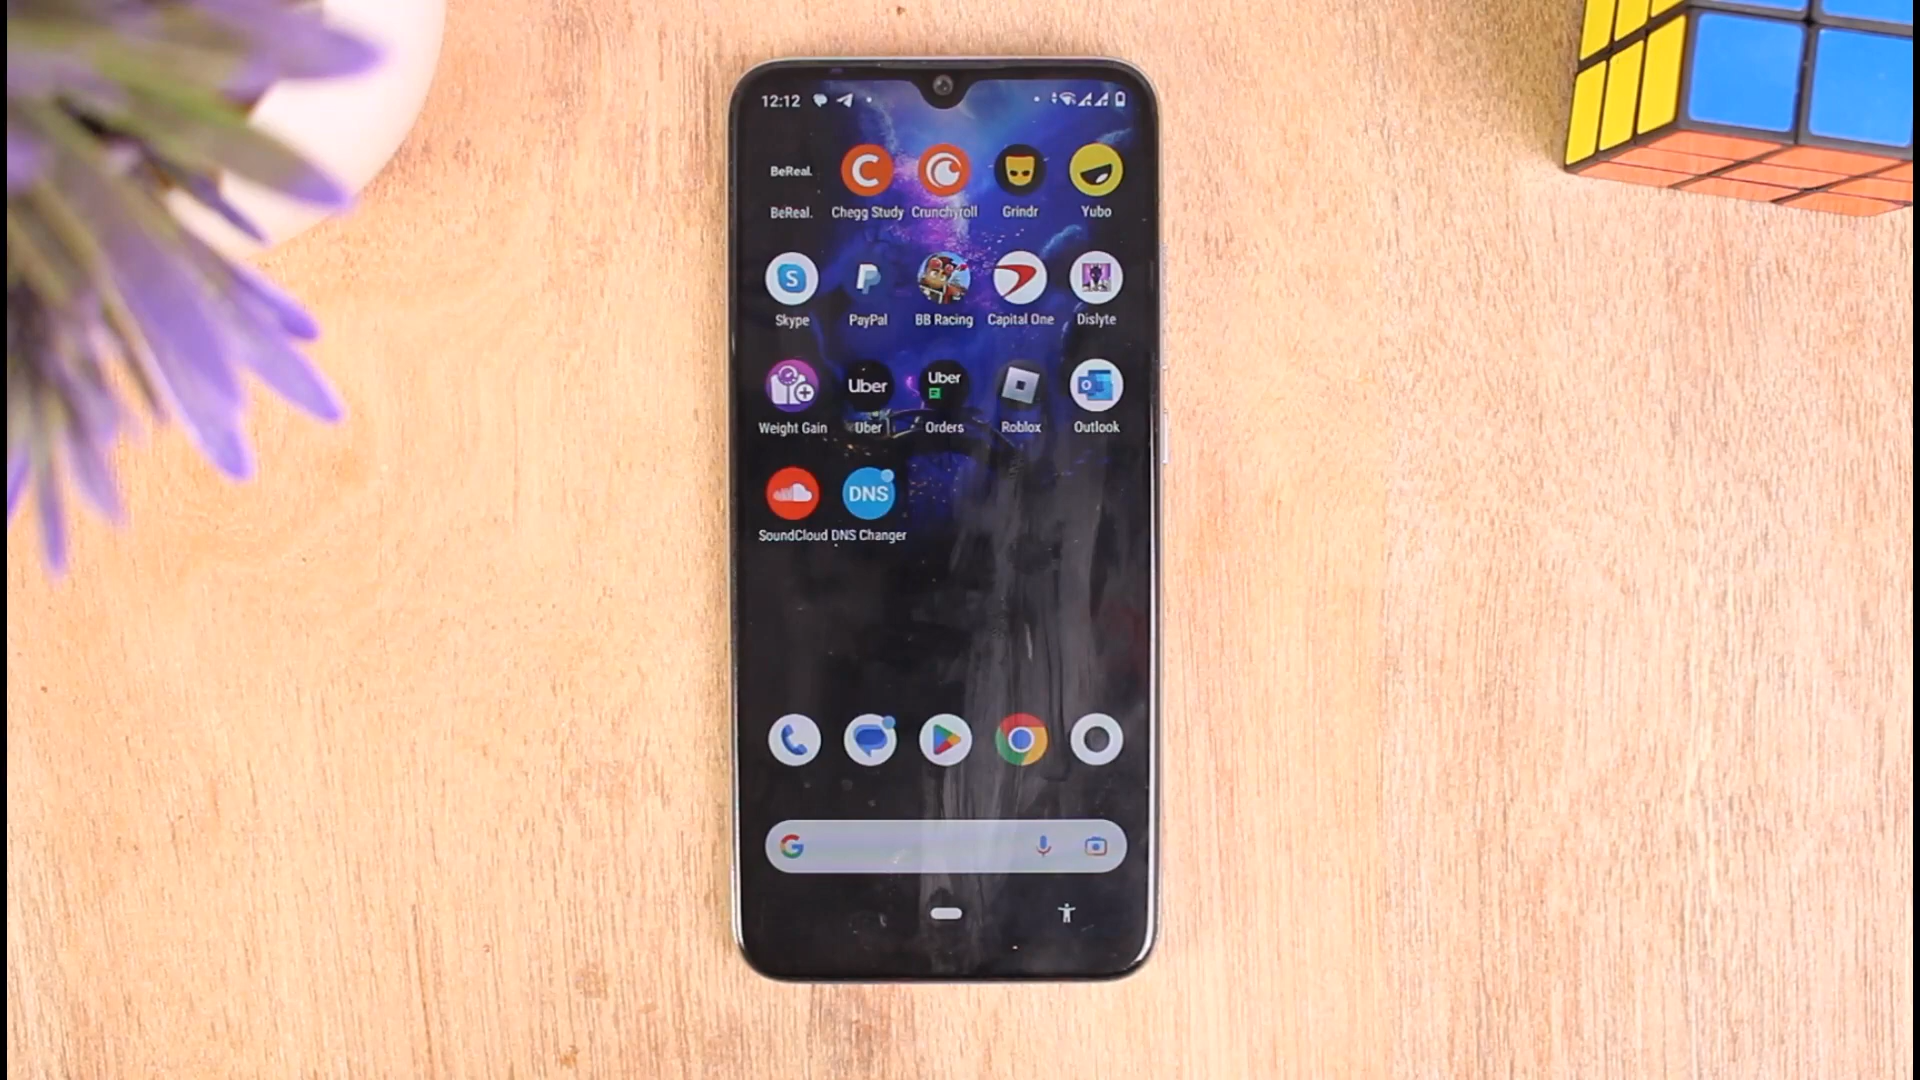 12:12
BeReal.
BeReal. Chegg Study Crunchyroll Grindr Yubo
Skype PayPal BB Racing Capital One Dislyte
Uber Uber
Weight Gain Uber Orders Roblox Outlook
DNS
SoundCloud DNS Changer